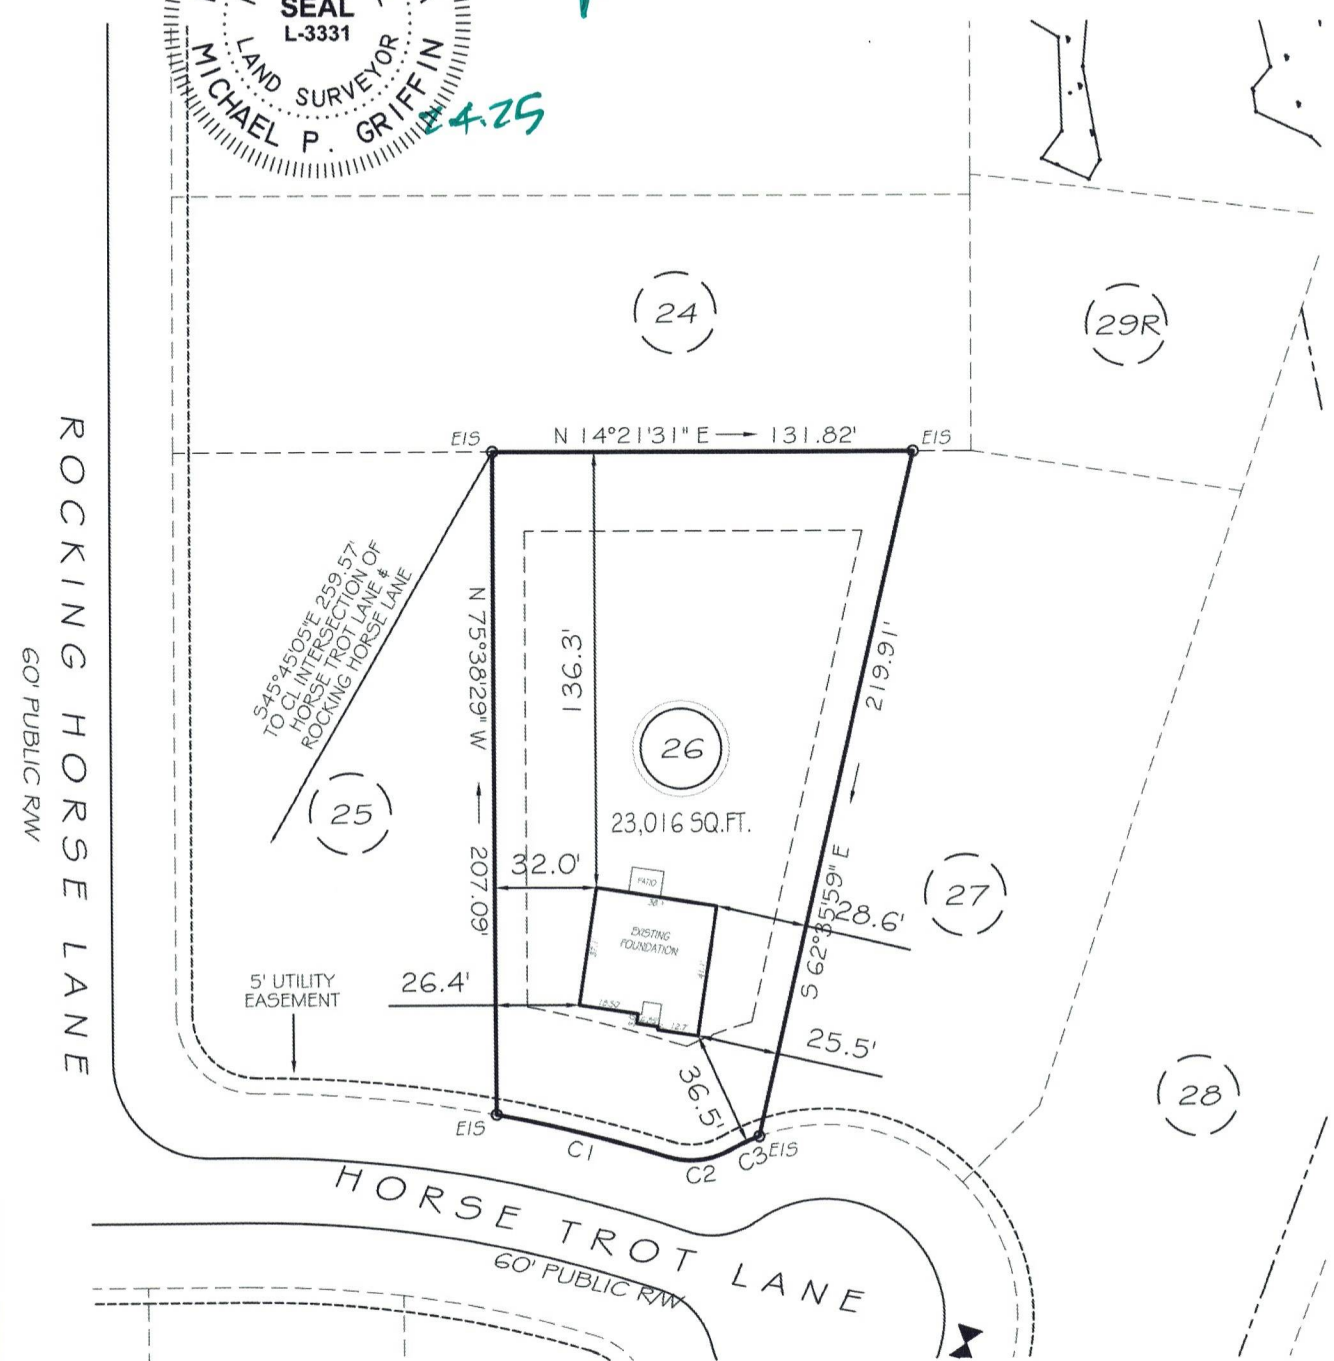 SEAL
L-3331
LAND SURVEYOR
MICHAEL P. GRIFFIN
4.25
24
29R
EIS
N 14°21'31" E 131.82'
EIS
S45°45'05"E 259.57'
TO CL INTERSECTION OF
HORSE TROT LANE &
ROCKING HORSE LANE
N 75°38'29" W 207.09'
136.3'
219.91'
S 62°35'59" E
26
23,016 SQ.FT.
25
32.0'
PATIO
EXISTING
FOUNDATION
28.6'
27
26.4'
5' UTILITY
EASEMENT
25.5'
36.5'
28
EIS
C1
C2
C3
EIS
ROCKING HORSE LANE
60' PUBLIC R/W
HORSE TROT LANE
60' PUBLIC R/W